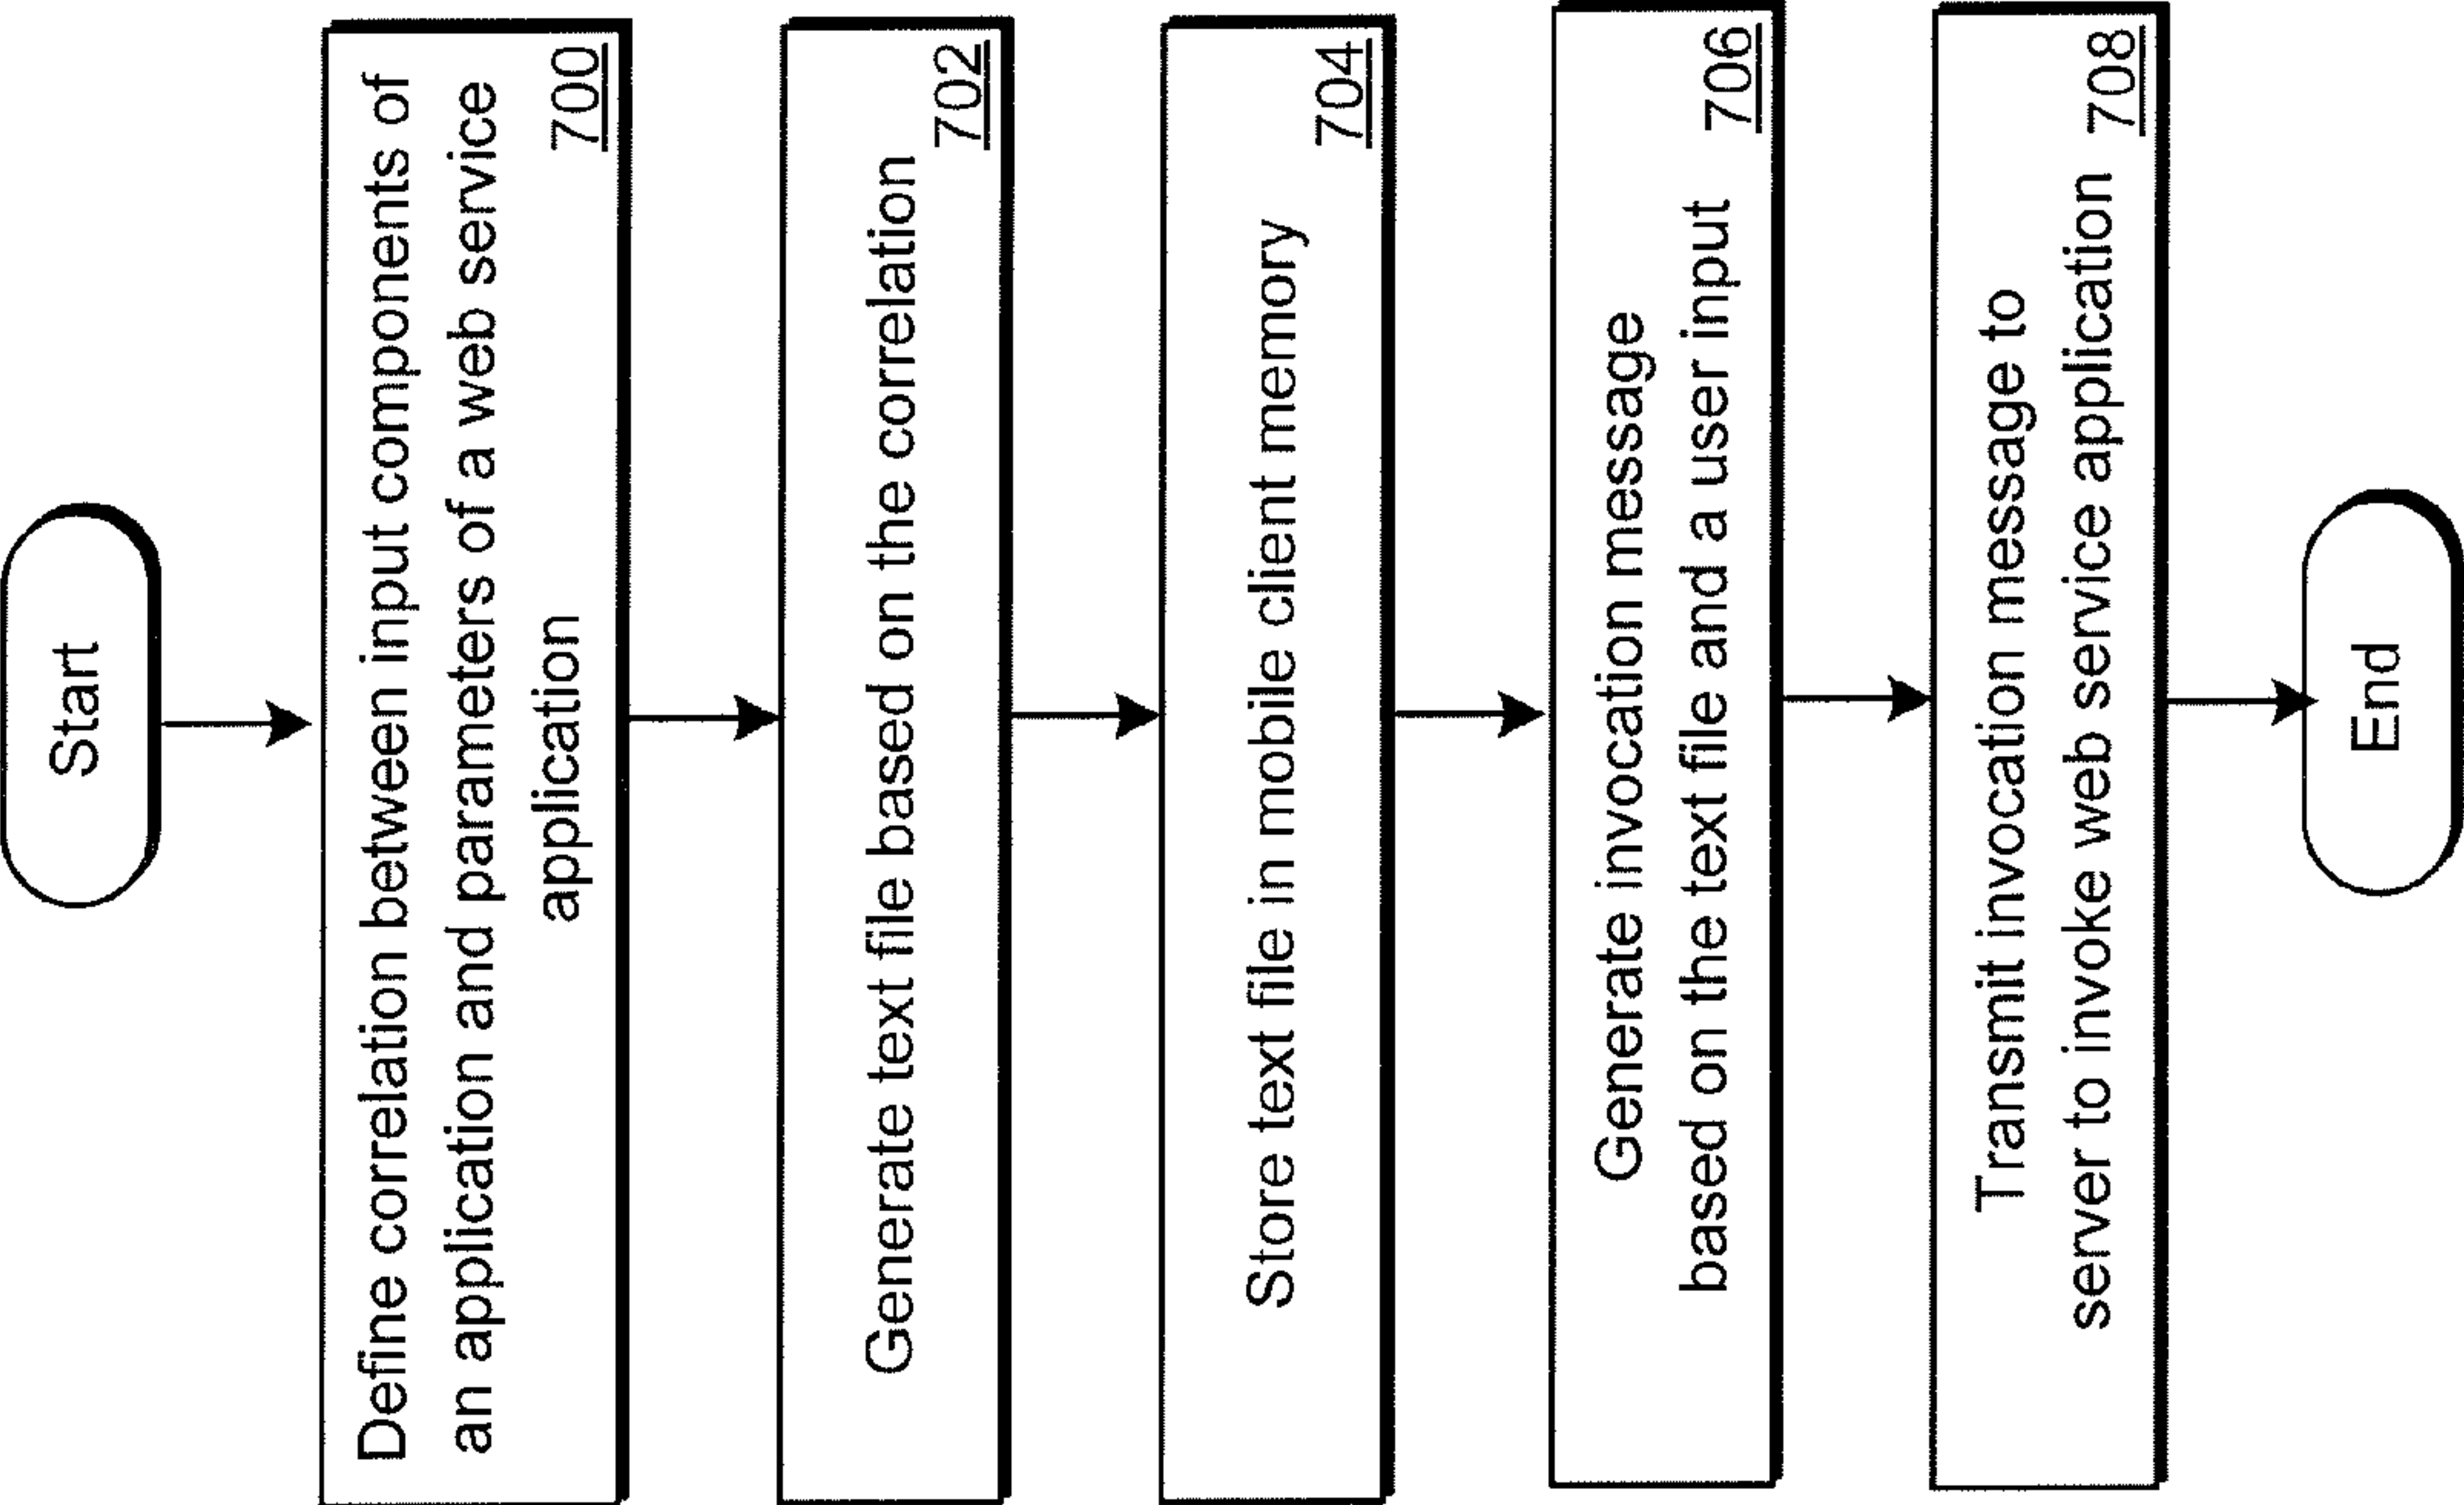 Start
Define correlation between input components of
an application and parameters of a web service
application
700
Generate text file based on the correlation
702
Store text file in mobile client memory
704
Generate invocation message
based on the text file and a user input
706
Transmit invocation message to
server to invoke web service application
708
End